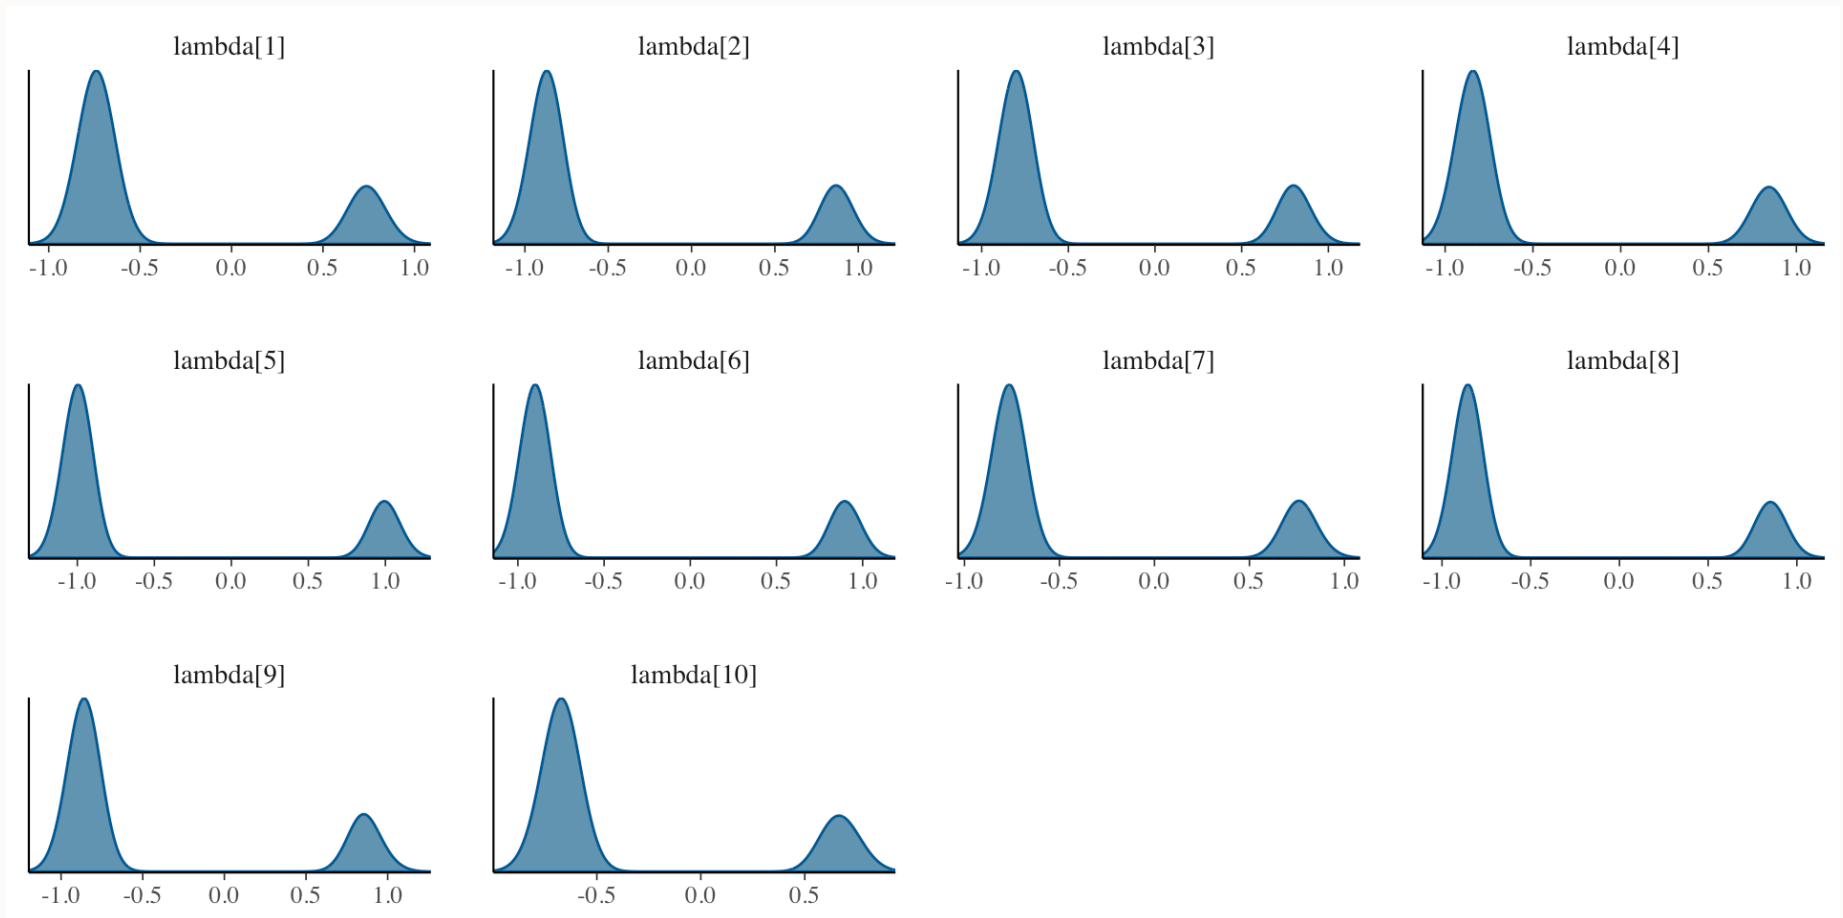 lambda[1] lambda[2] lambda[3] lambda[4]
-1.0 -0.5 0.0 0.5 1.0 -1.0 -0.5 0.0 0.5 1.0 -1.0 -0.5 0.0 0.5 1.0 -1.0 -0.5 0.0 0.5 1.0
lambda[5] lambda[6] lambda[7] lambda[8]
-1.0 -0.5 0.0 0.5 1.0 -1.0 -0.5 0.0 0.5 1.0 -1.0 -0.5 0.0 0.5 1.0 -1.0 -0.5 0.0 0.5 1.0
lambda[9] lambda[10]
-1.0 -0.5 0.0 0.5 1.0 -0.5 0.0 0.5